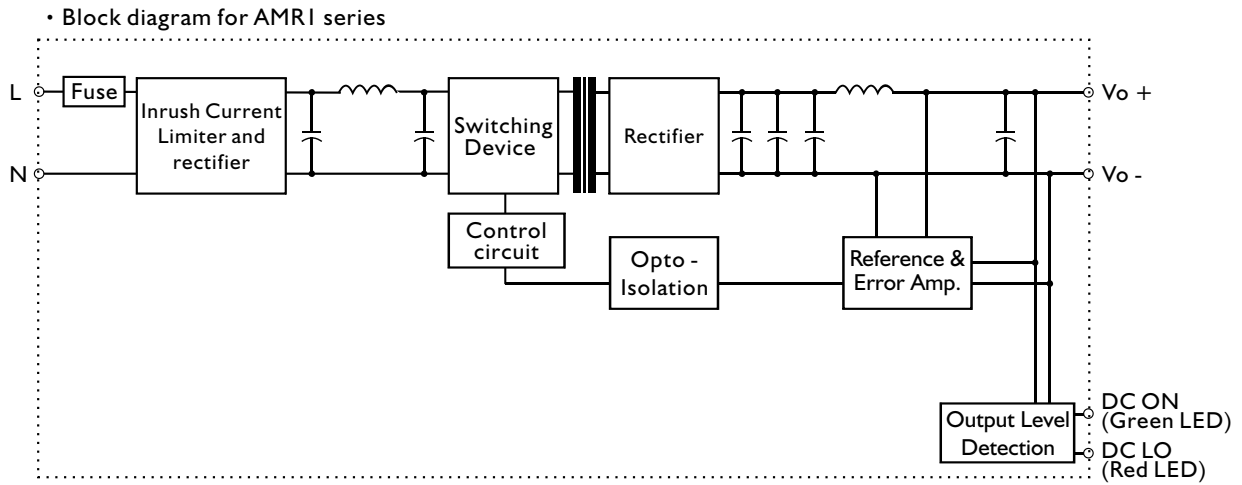 • Block diagram for AMR1 series
L
Fuse
Inrush Current
Limiter and
rectifier
N
Switching
Device
Rectifier
Vo +
Vo -
Control
circuit
Opto -
Isolation
Reference &
Error Amp.
Output Level
Detection
DC ON
(Green LED)
DC LO
(Red LED)